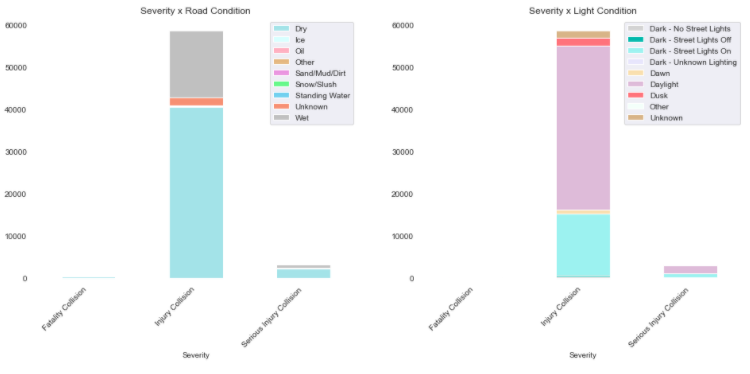 Severity x Road Condition
60000
50000
40000
30000
20000
10000
0
Dry
Ice
Oil
Other
Sand/Mud/Dirt
Snow/Slush
Standing Water
Unknown
Wet
Fatality Collision
Injury Collision
Serious Injury Collision
Severity
Severity x Light Condition
60000
50000
40000
30000
20000
10000
0
Dark - No Street Lights
Dark - Street Lights Off
Dark - Street Lights On
Dark - Unknown Lighting
Dawn
Daylight
Dusk
Other
Unknown
Fatality Collision
Injury Collision
Serious Injury Collision
Severity